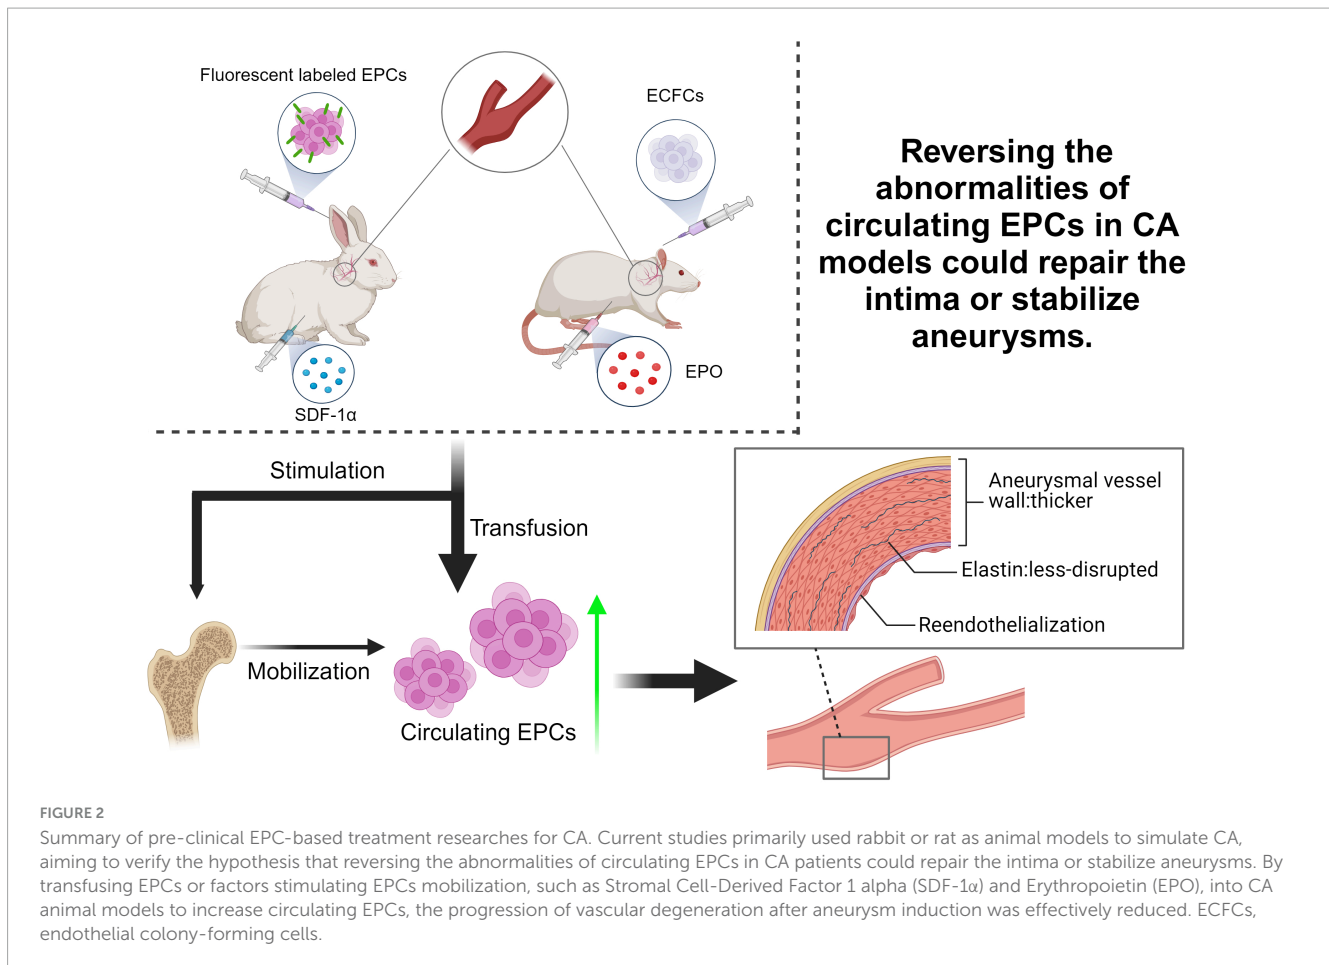 Fluorescent labeled EPCs
ECFCs
SDF-1α
EPO
Reversing the
abnormalities of
circulating EPCs in CA
models could repair the
intima or stabilize
aneurysms.
Stimulation
Transfusion
Mobilization
Circulating EPCs
Aneurysmal vessel
wall:thicker
Elastin:less-disrupted
Reendothelialization
FIGURE 2
Summary of pre-clinical EPC-based treatment researches for CA. Current studies primarily used rabbit or rat as animal models to simulate CA,
aiming to verify the hypothesis that reversing the abnormalities of circulating EPCs in CA patients could repair the intima or stabilize aneurysms. By
transfusing EPCs or factors stimulating EPCs mobilization, such as Stromal Cell-Derived Factor 1 alpha (SDF-1α) and Erythropoietin (EPO), into CA
animal models to increase circulating EPCs, the progression of vascular degeneration after aneurysm induction was effectively reduced. ECFCs,
endothelial colony-forming cells.